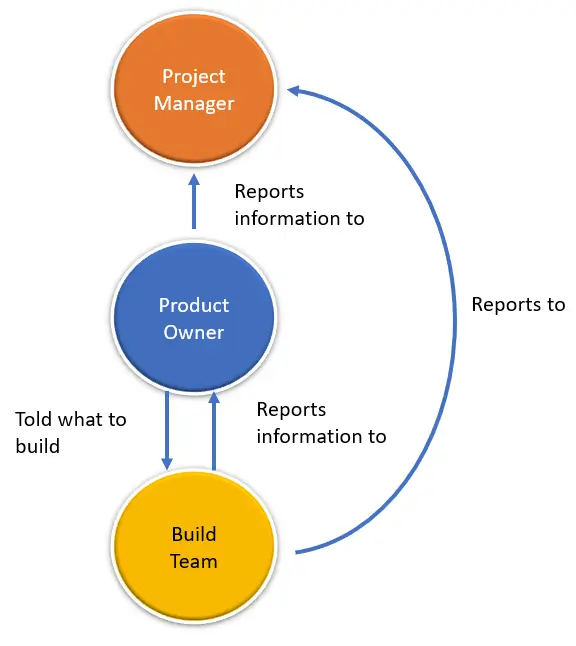 Project
Manager
Reports
information to
Product
Owner
Reports to
Told what to
build
Reports
information to
Build
Team